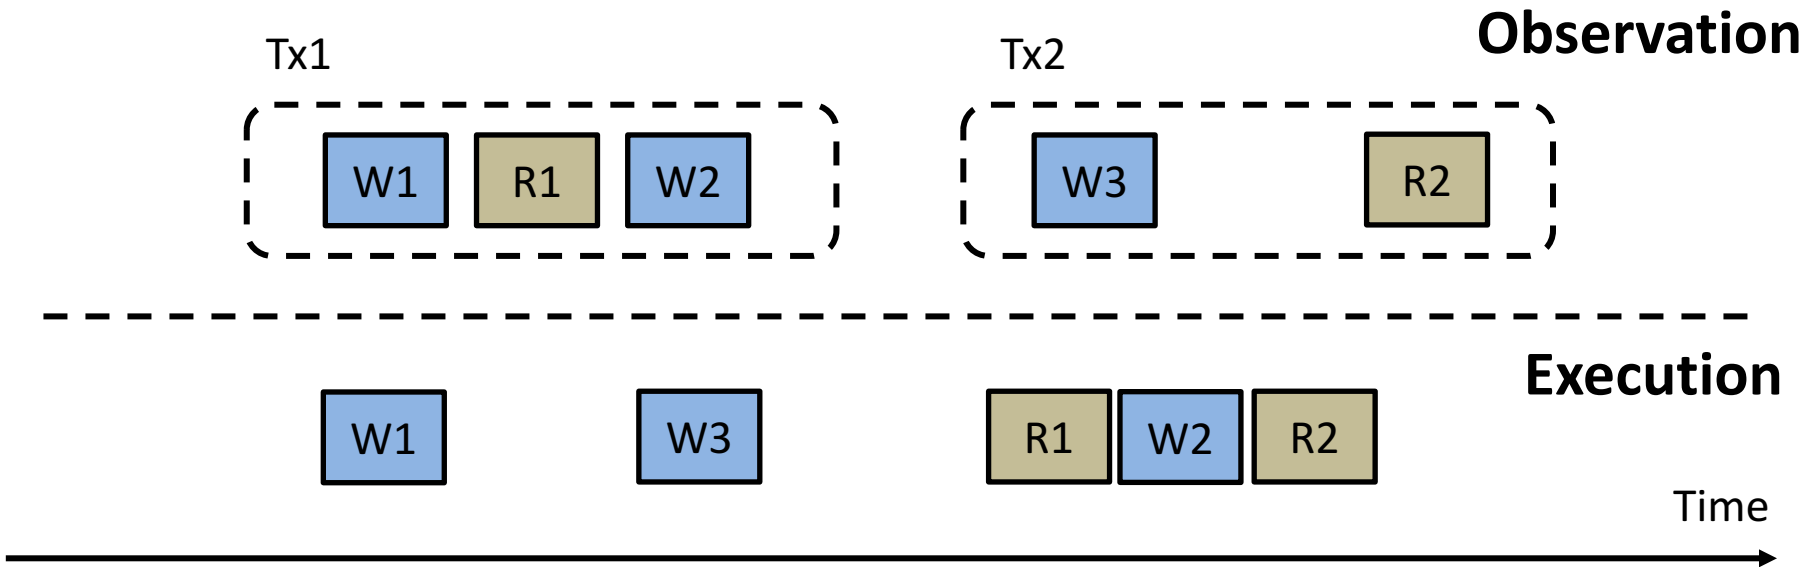 Observation
Tx1
Tx2
W1 R1 W2
W3 R2
Execution
W1 W3 R1 W2 R2
Time